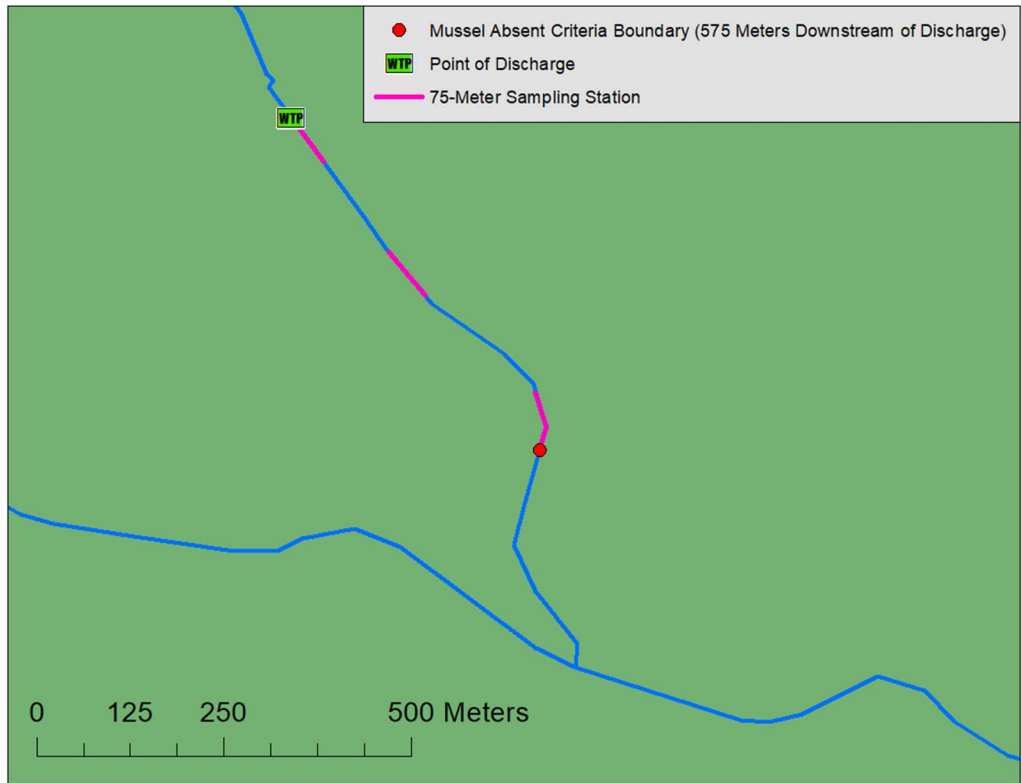 Mussel Absent Criteria Boundary (575 Meters Downstream of Discharge)
WTP Point of Discharge
75-Meter Sampling Station
WTP
0 125 250 500 Meters